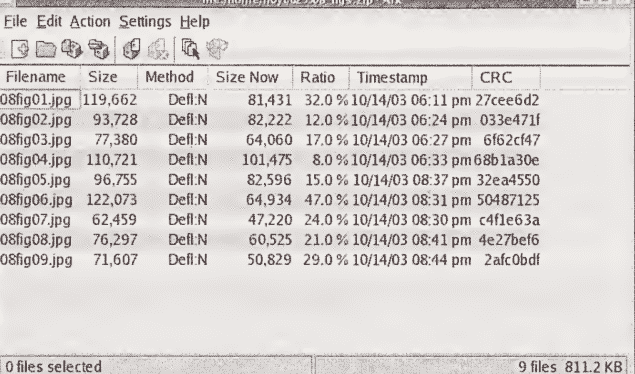 File Edit Action Settings Help
Filename Size Method Size Now Ratio Timestamp CRC
08fig01.jpg 119,662 Defl:N 81,431 32.0 % 10/14/03 06:11 pm 27cee6d2
08fig02.jpg 93,728 Defl:N 82,222 12.0 % 10/14/03 06:24 pm 033e471f
08fig03.jpg 77,380 Defl:N 64,060 17.0 % 10/14/03 06:27 pm 6f62cf47
08fig04.jpg 110,721 Defl:N 101,475 8.0 % 10/14/03 06:33 pm 68b1a30e
08fig05.jpg 96,755 Defl:N 82,596 15.0 % 10/14/03 08:37 pm 32ea4550
08fig06.jpg 122,073 Defl:N 64,934 47.0 % 10/14/03 08:31 pm 50487125
08fig07.jpg 62,459 Defl:N 47,220 24.0 % 10/14/03 08:30 pm c4f1e63a
08fig08.jpg 76,297 Defl:N 60,525 21.0 % 10/14/03 08:41 pm 4e27bef6
08fig09.jpg 71,607 Defl:N 50,829 29.0 % 10/14/03 08:44 pm 2afc0bdf
0 files selected 9 files 811.2 KB